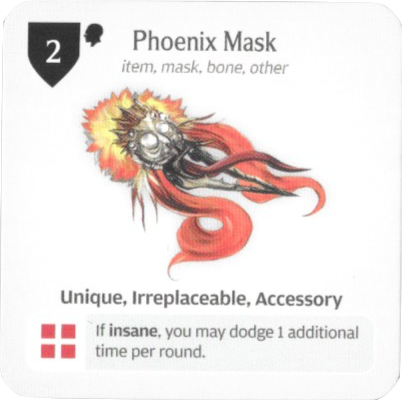 2
Phoenix Mask
item, mask, bone, other
Unique, Irreplaceable, Accessory
If insane, you may dodge 1 additional
time per round.